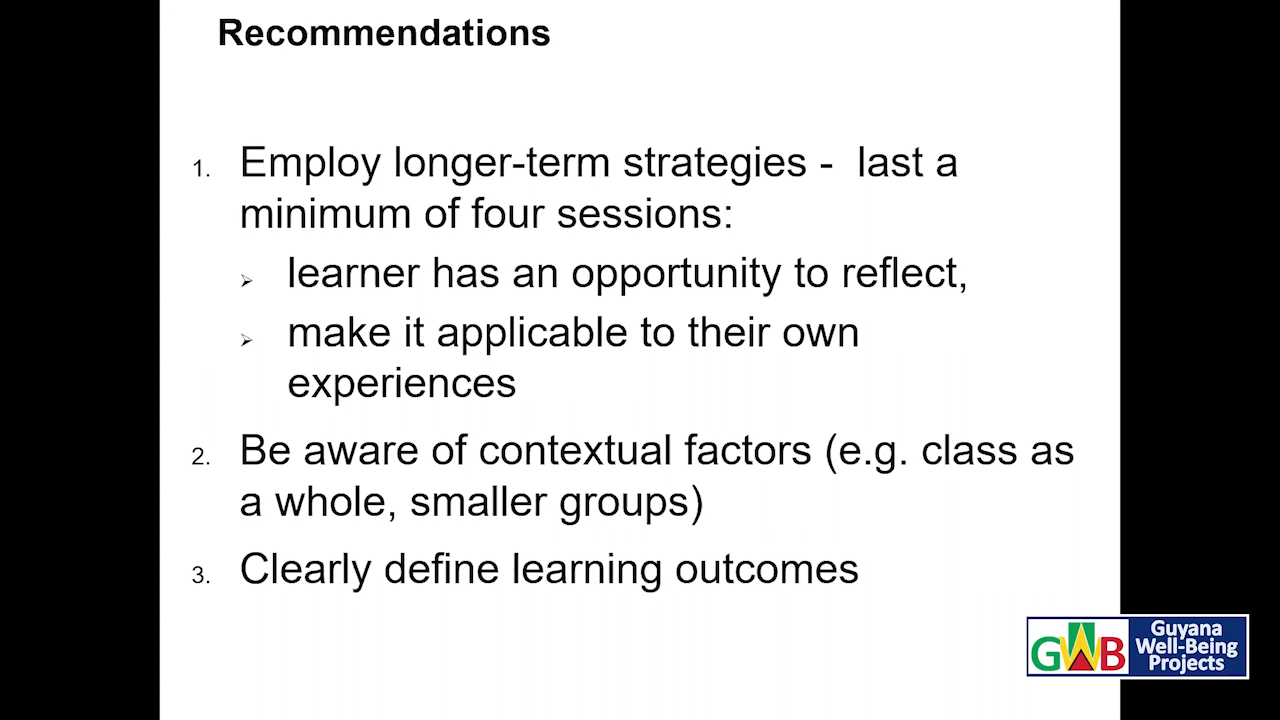 Recommendations
1. Employ longer-term strategies -  last a
minimum of four sessions:
➢ learner has an opportunity to reflect,
➢ make it applicable to their own
experiences
2. Be aware of contextual factors (e.g. class as
a whole, smaller groups)
3. Clearly define learning outcomes
GWB
Guyana
Well-Being
Projects